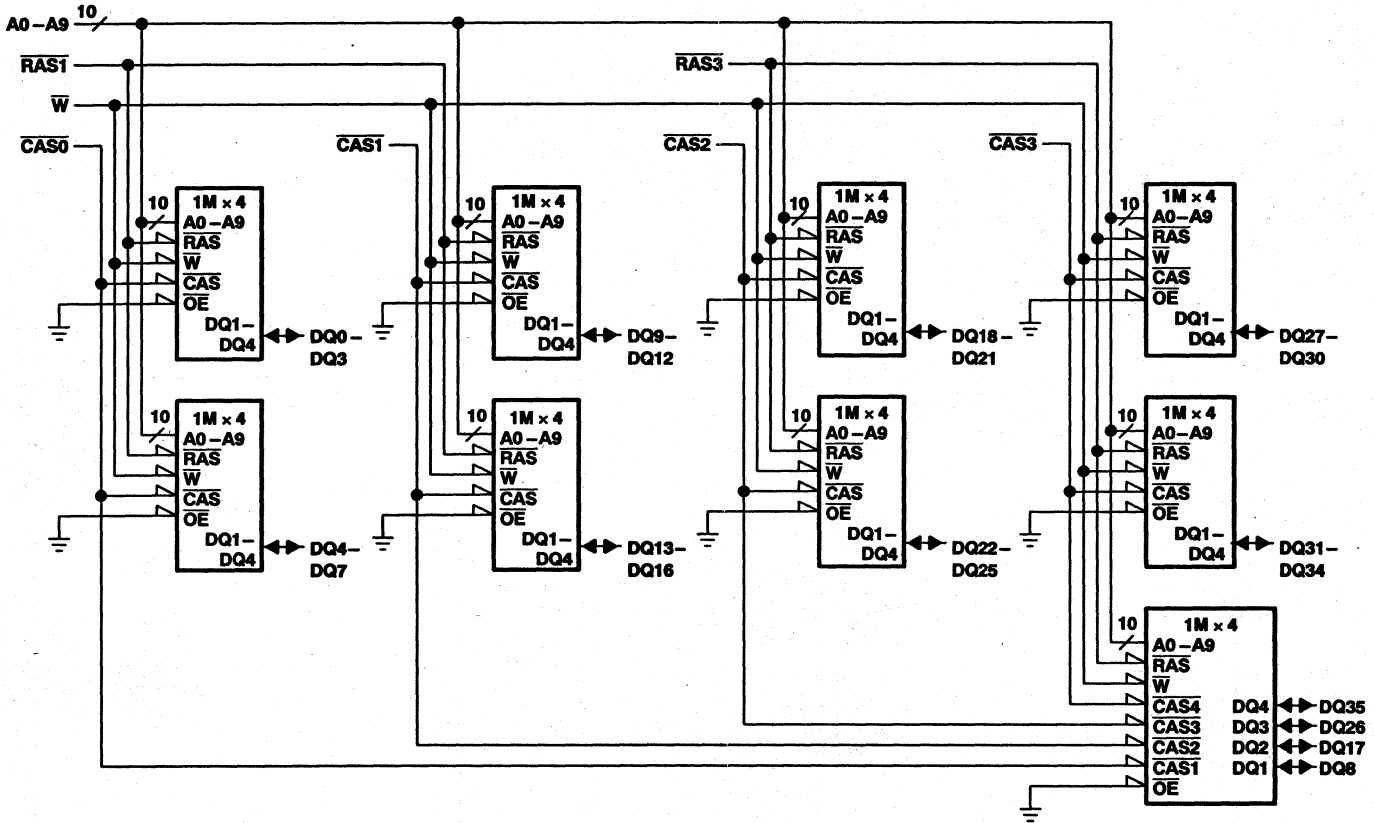 A0–A9 10
RAS1
RAS3
W
CAS0
CAS1
CAS2
CAS3
10
1M × 4
A0–A9
RAS
W
CAS
OE
DQ1–
DQ4
DQ0–
DQ3
10
1M × 4
A0–A9
RAS
W
CAS
OE
DQ1–
DQ4
DQ9–
DQ12
10
1M × 4
A0–A9
RAS
W
CAS
OE
DQ1–
DQ4
DQ18–
DQ21
10
1M × 4
A0–A9
RAS
W
CAS
OE
DQ1–
DQ4
DQ27–
DQ30
10
1M × 4
A0–A9
RAS
W
CAS
OE
DQ1–
DQ4
DQ4–
DQ7
10
1M × 4
A0–A9
RAS
W
CAS
OE
DQ1–
DQ4
DQ13–
DQ16
10
1M × 4
A0–A9
RAS
W
CAS
OE
DQ1–
DQ4
DQ22–
DQ25
10
1M × 4
A0–A9
RAS
W
CAS
OE
DQ1–
DQ4
DQ31–
DQ34
10
1M × 4
A0–A9
RAS
W
CAS4 DQ4 DQ35
CAS3 DQ3 DQ26
CAS2 DQ2 DQ17
CAS1 DQ1 DQ8
OE